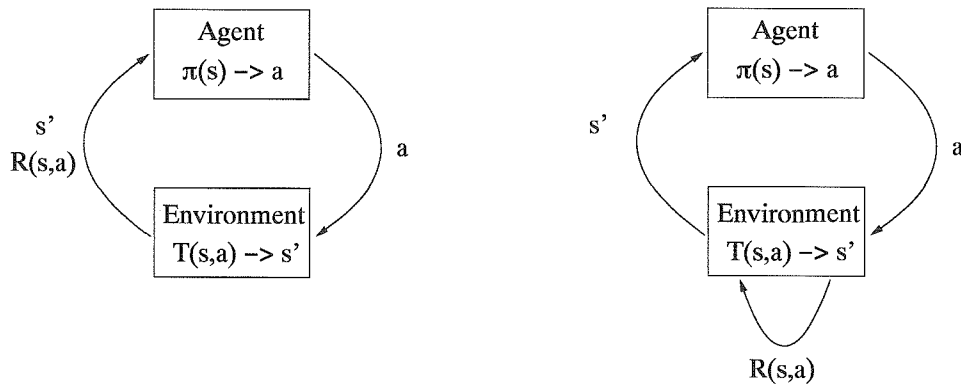 Agent
π(s) –> a
s’
R(s,a)
a
Environment
T(s,a) –> s’
Agent
π(s) –> a
s’
a
Environment
T(s,a) –> s’
R(s,a)